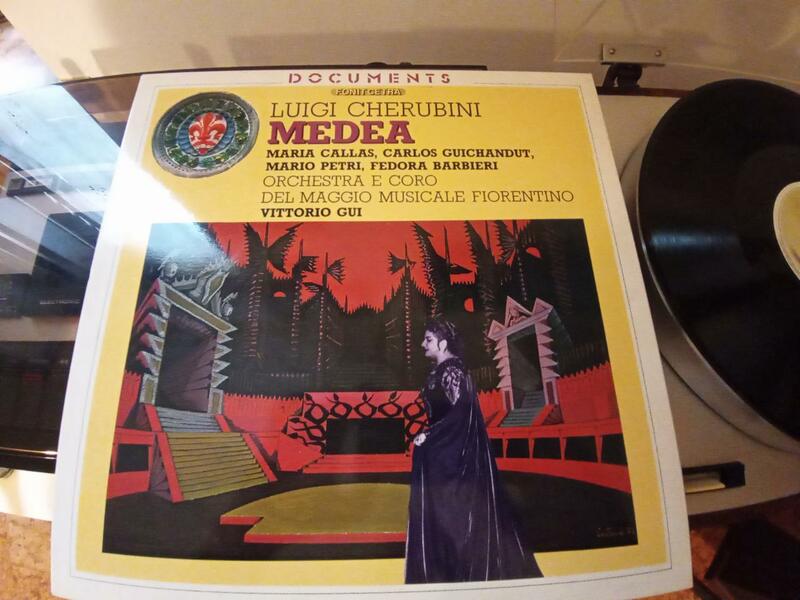 DOCUMENTS
FONIT-CETRA
LUIGI CHERUBINI
MEDEA
MARIA CALLAS, CARLOS GUICHANDUT,
MARIO PETRI, FEDORA BARBIERI
ORCHESTRA E CORO
DEL MAGGIO MUSICALE FIORENTINO
VITTORIO GUI